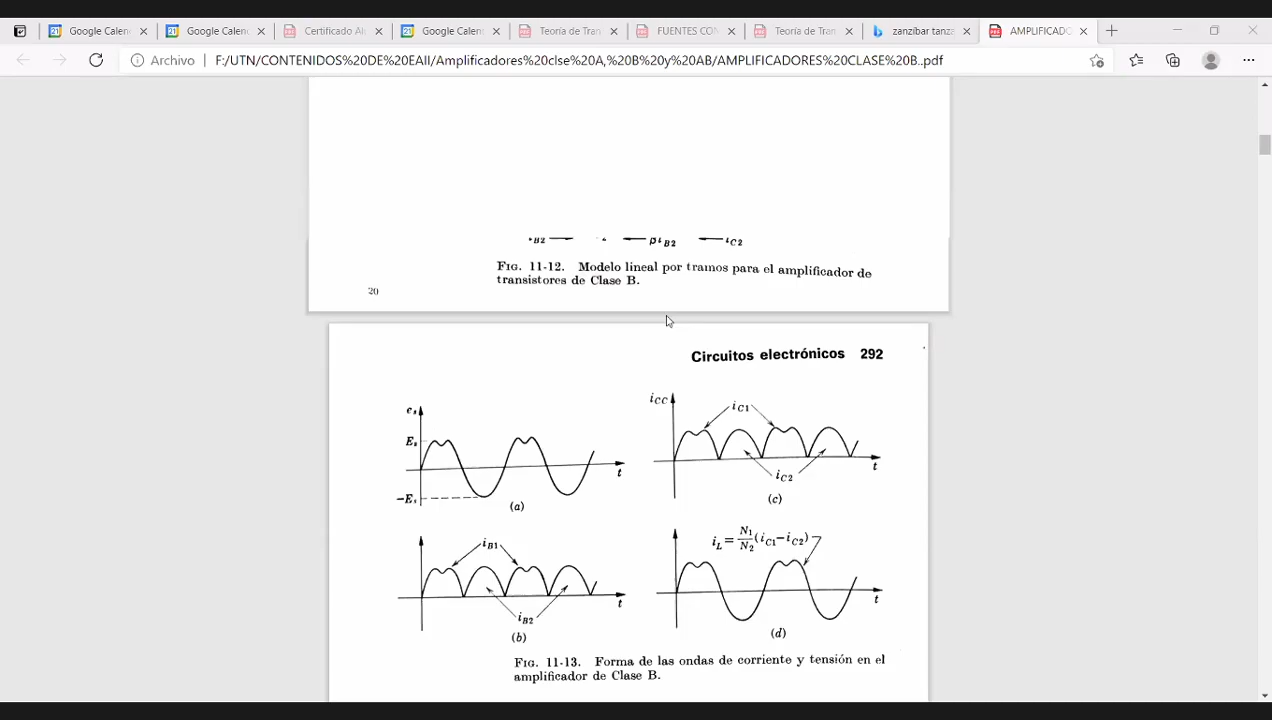 Google Calen
Google Calend
Certificado Al
Google Calen
Teoría de Tran
FUENTES CON
Teoría de Tran
zanzibar tanza
AMPLIFICADO
Archivo | F:/UTN/CONTENIDOS%20DE%20EAII/Amplificadores%20clse%20A,%20B%20y%20AB/AMPLIFICADORES%20CLASE%20B..pdf
βi_B2
i_C2
FIG. 11-12. Modelo lineal por tramos para el amplificador de
transistores de Clase B.
20
Circuitos electrónicos 292
e_s
E_s
-E_s
t
(a)
i_CC
i_C1
i_C2
t
(c)
i_B1
i_B2
t
(b)
i_L = N_1/N_2 (i_C1 - i_C2)
t
(d)
FIG. 11-13. Forma de las ondas de corriente y tensión en el
amplificador de Clase B.